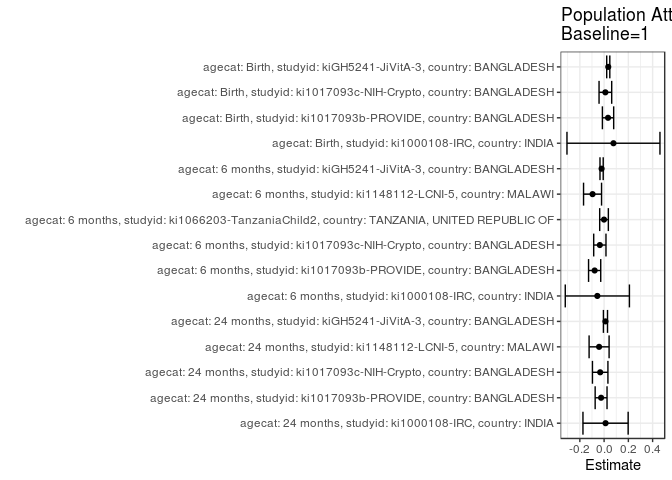 Population Att
Baseline=1
agecat: Birth, studyid: kiGH5241-JiVitA-3, country: BANGLADESH
agecat: Birth, studyid: ki1017093c-NIH-Crypto, country: BANGLADESH
agecat: Birth, studyid: ki1017093b-PROVIDE, country: BANGLADESH
agecat: Birth, studyid: ki1000108-IRC, country: INDIA
agecat: 6 months, studyid: kiGH5241-JiVitA-3, country: BANGLADESH
agecat: 6 months, studyid: ki1148112-LCNI-5, country: MALAWI
agecat: 6 months, studyid: ki1066203-TanzaniaChild2, country: TANZANIA, UNITED REPUBLIC OF
agecat: 6 months, studyid: ki1017093c-NIH-Crypto, country: BANGLADESH
agecat: 6 months, studyid: ki1017093b-PROVIDE, country: BANGLADESH
agecat: 6 months, studyid: ki1000108-IRC, country: INDIA
agecat: 24 months, studyid: kiGH5241-JiVitA-3, country: BANGLADESH
agecat: 24 months, studyid: ki1148112-LCNI-5, country: MALAWI
agecat: 24 months, studyid: ki1017093c-NIH-Crypto, country: BANGLADESH
agecat: 24 months, studyid: ki1017093b-PROVIDE, country: BANGLADESH
agecat: 24 months, studyid: ki1000108-IRC, country: INDIA
-0.2 0.0 0.2 0.4
Estimate